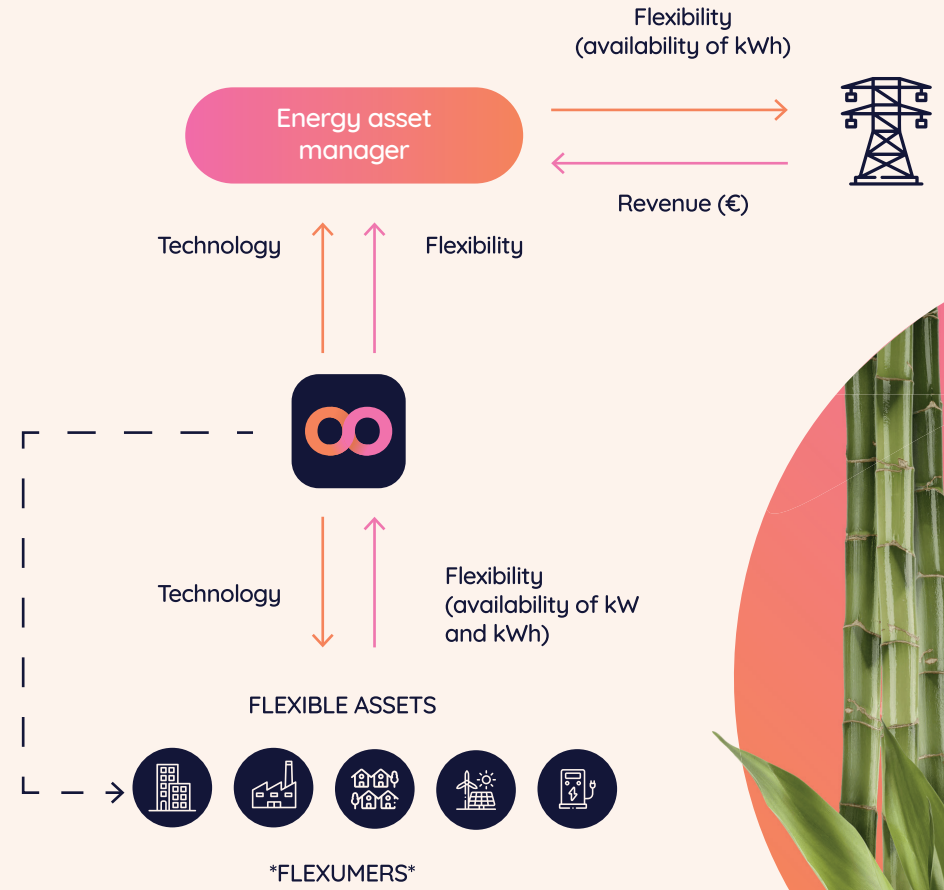 Flexibility
(availability of kWh)
Energy asset
manager
Revenue (€)
Technology
Flexibility
Technology
Flexibility
(availability of kW
and kWh)
FLEXIBLE ASSETS
*FLEXUMERS*